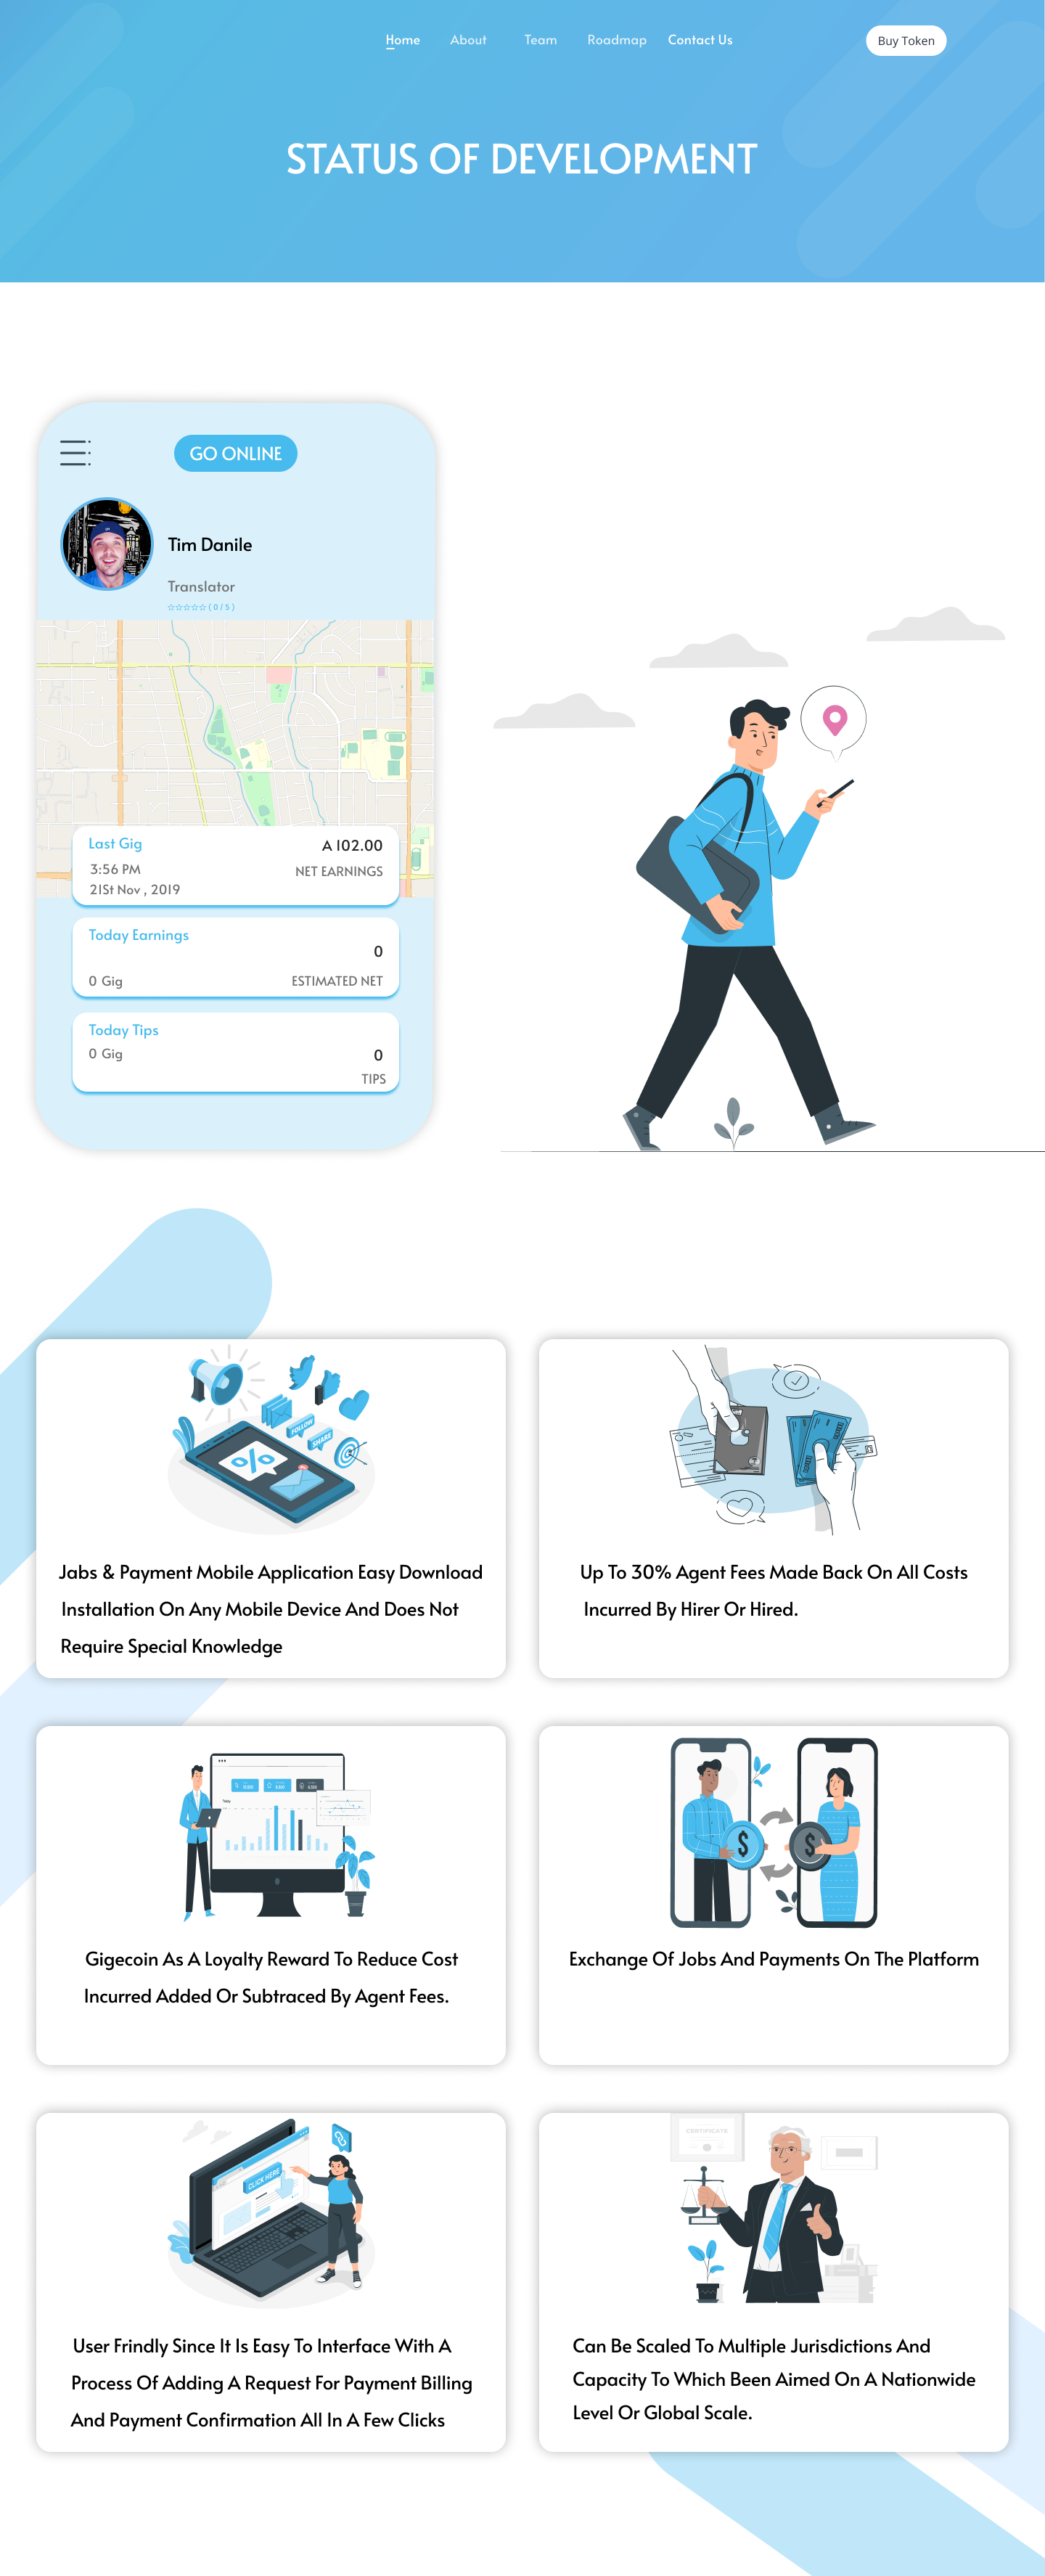 Home About Team Roadmap Contact Us Buy Token
STATUS OF DEVELOPMENT
GO ONLINE
Tim Danile
Translator
☆☆☆☆☆ ( 0 / 5 )
Last Gig
A 102.00
3:56 PM
NET EARNINGS
21St Nov , 2019
Today Earnings
0
0 Gig
ESTIMATED NET
Today Tips
0 Gig
0
TIPS
FOLLOW
SHARE
Jabs & Payment Mobile Application Easy Download
Installation On Any Mobile Device And Does Not
Require Special Knowledge
Up To 30% Agent Fees Made Back On All Costs
Incurred By Hirer Or Hired.
Gigecoin As A Loyalty Reward To Reduce Cost
Incurred Added Or Subtraced By Agent Fees.
$ $
Exchange Of Jobs And Payments On The Platform
CLICK HERE
User Frindly Since It Is Easy To Interface With A
Process Of Adding A Request For Payment Billing
And Payment Confirmation All In A Few Clicks
CERTIFICATE
Can Be Scaled To Multiple Jurisdictions And
Capacity To Which Been Aimed On A Nationwide
Level Or Global Scale.